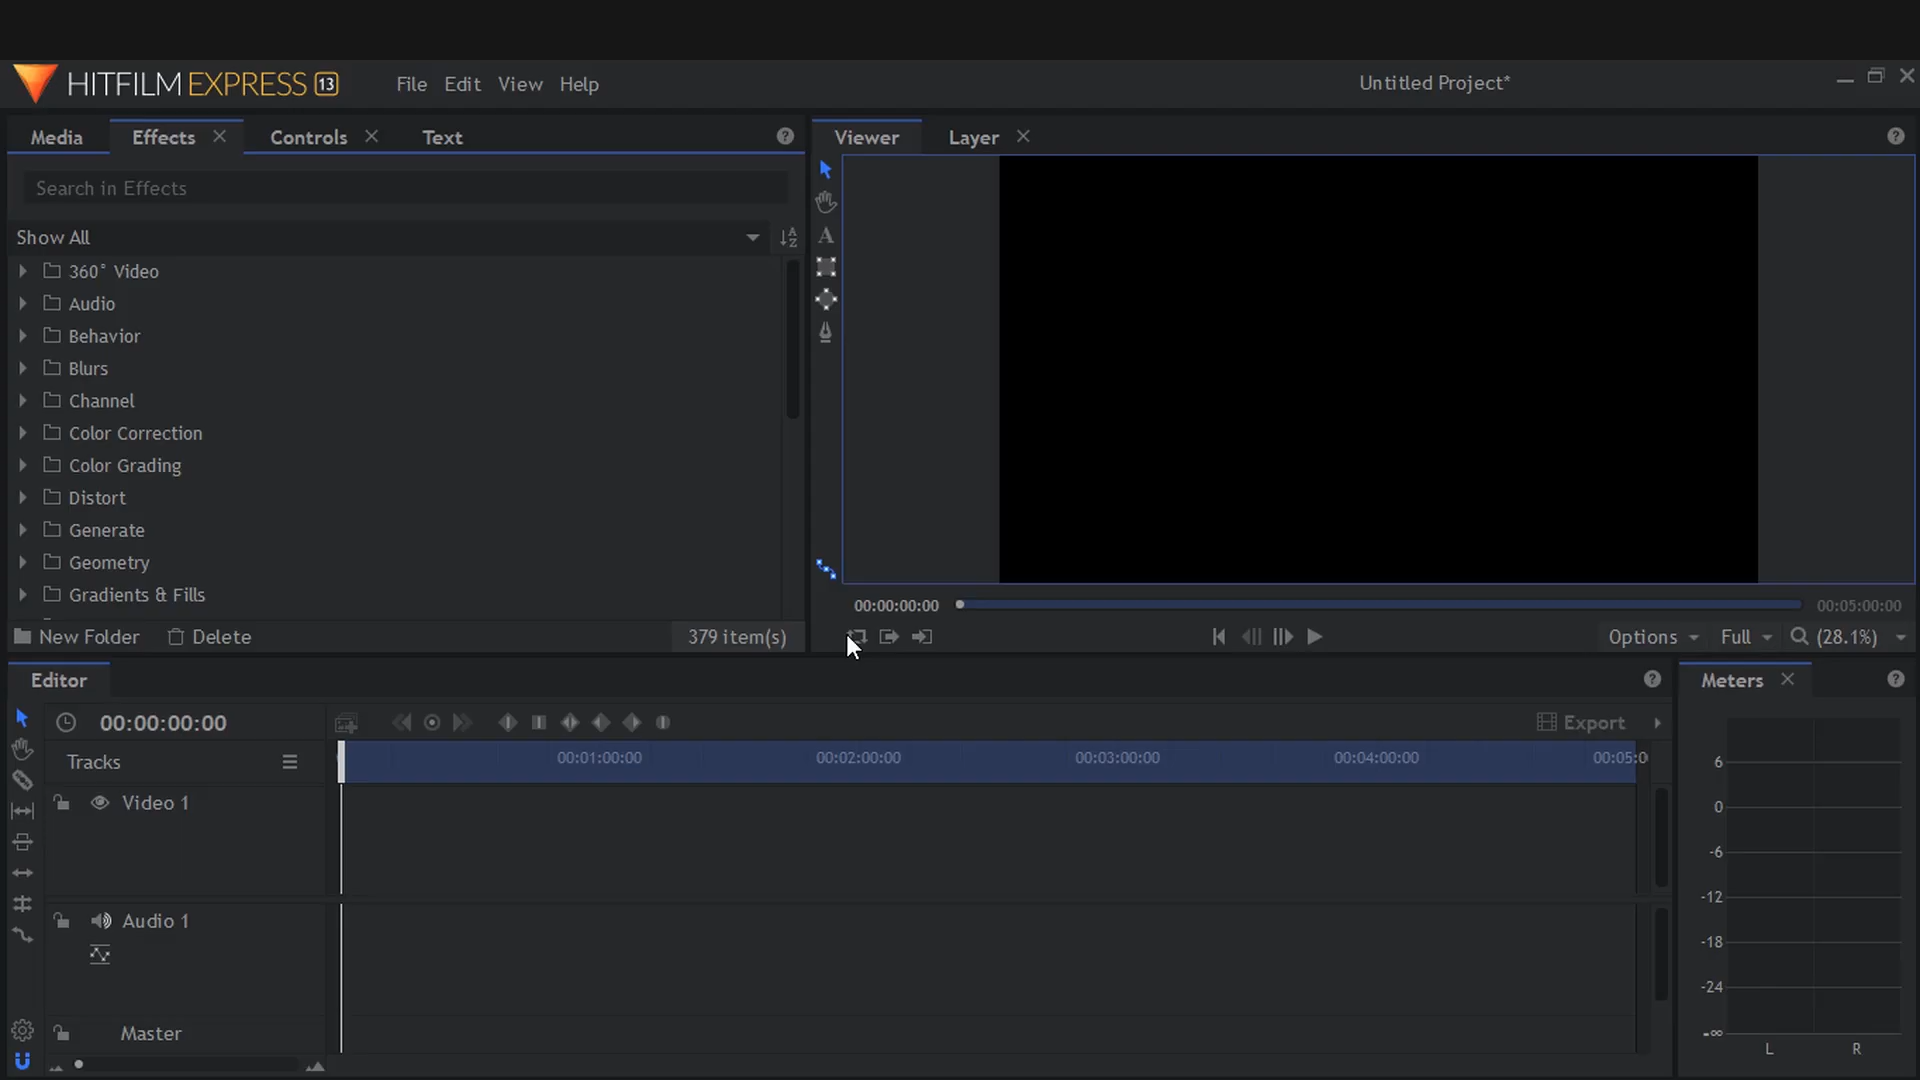 HITFILM EXPRESS 13
File Edit View Help
Untitled Project*
Media Effects Controls Text
Search in Effects
Show All
360° Video
Audio
Behavior
Blurs
Channel
Color Correction
Color Grading
Distort
Generate
Geometry
Gradients & Fills
New Folder Delete 379 item(s)
Viewer Layer
A
00:00:00:00 00:05:00:00
Options Full (28.1%)
Editor
00:00:00:00 Export
Tracks 00:01:00:00 00:02:00:00 00:03:00:00 00:04:00:00 00:05:0
Video 1
Audio 1
Master
Meters
6
0
-6
-12
-18
-24
-∞
L R